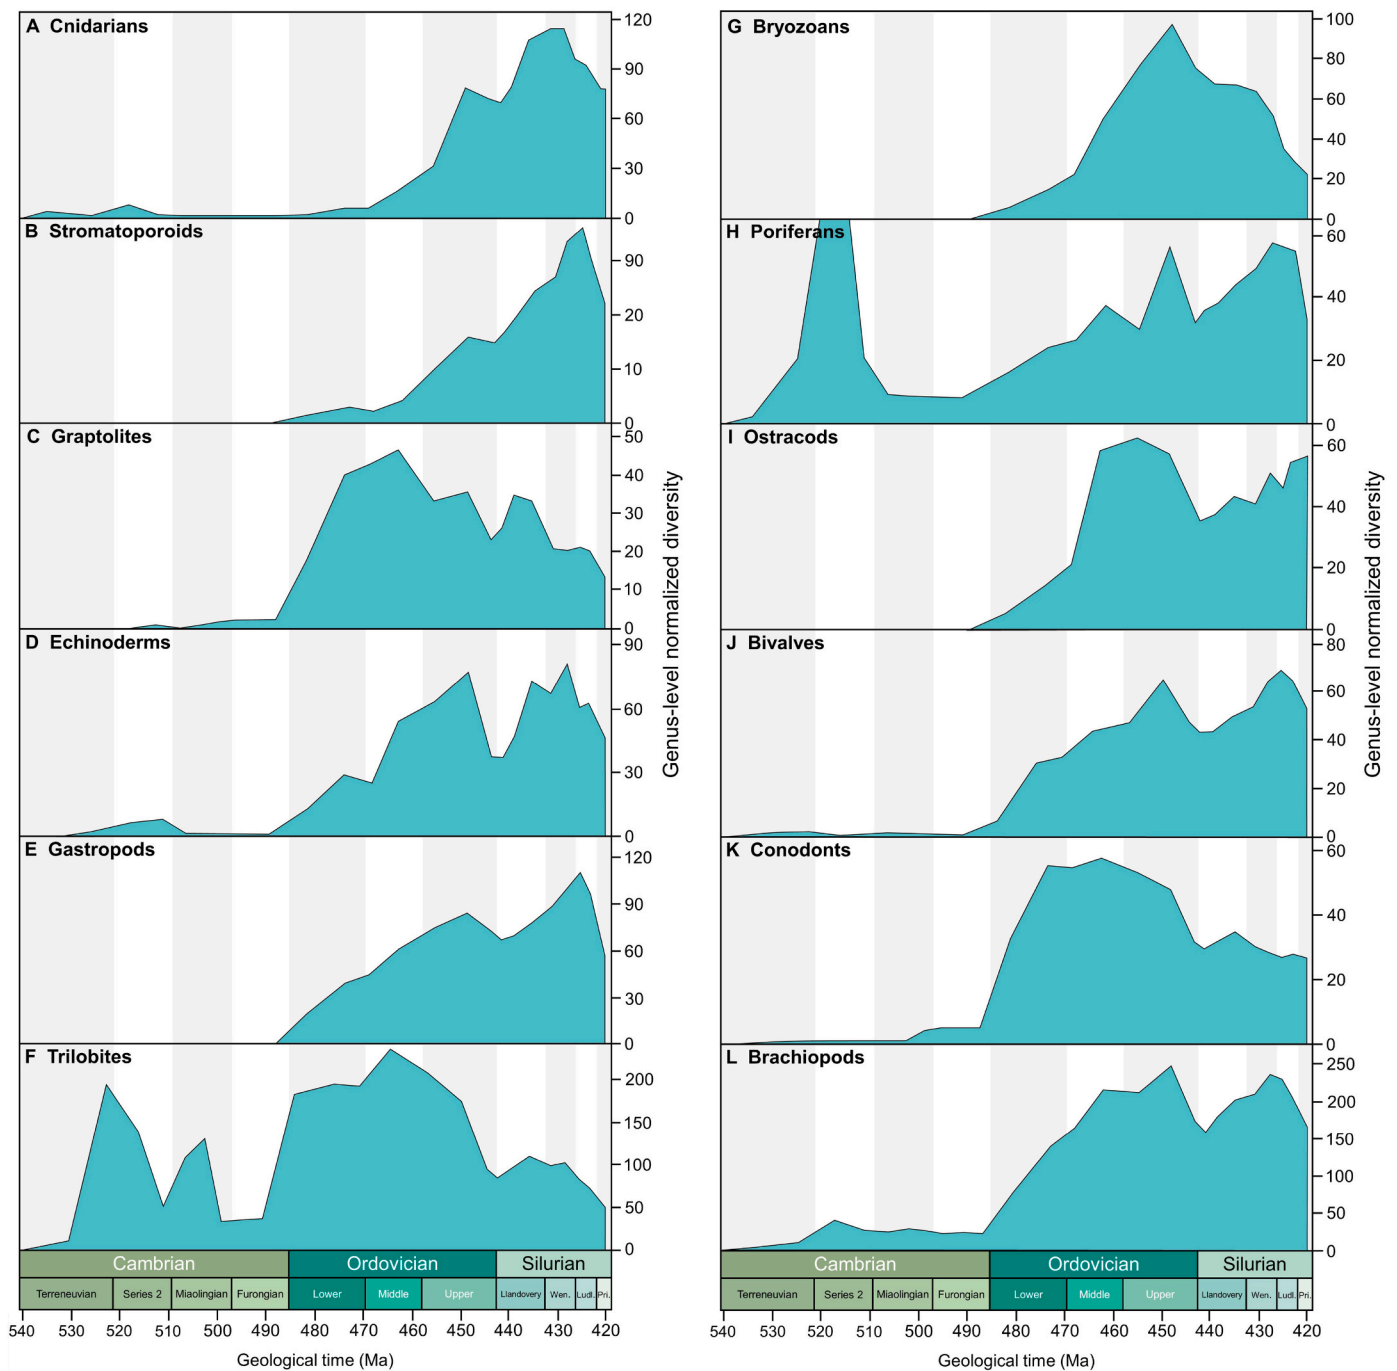 A Cnidarians
120
90
60
30
0
B Stromatoporoids
90
20
10
0
C Graptolites
50
40
30
20
10
0
D Echinoderms
90
60
30
0
E Gastropods
120
90
60
30
0
F Trilobites
200
150
100
50
0
Genus-level normalized diversity
Cambrian Ordovician Silurian
Terreneuvian Series 2 Miaolingian Furongian Lower Middle Upper Llandovery Wen. Ludl. Pri.
540 530 520 510 500 490 480 470 460 450 440 430 420
Geological time (Ma)
G Bryozoans
100
80
60
40
20
0
H Poriferans
60
40
20
0
I Ostracods
60
40
20
0
J Bivalves
80
60
40
20
0
K Conodonts
60
40
20
0
L Brachiopods
250
200
150
100
50
0
Genus-level normalized diversity
Cambrian Ordovician Silurian
Terreneuvian Series 2 Miaolingian Furongian Lower Middle Upper Llandovery Wen. Ludl. Pri.
540 530 520 510 500 490 480 470 460 450 440 430 420
Geological time (Ma)